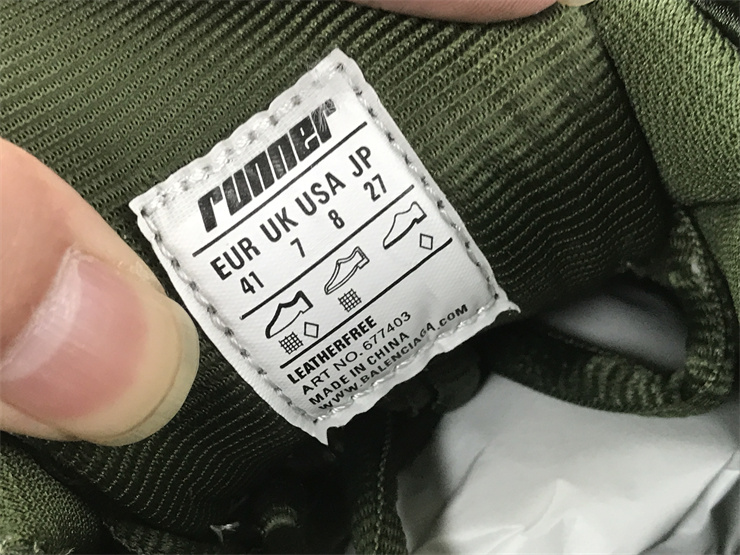 runner
EUR UK USA JP
41 7 8 27
LEATHERFREE
ART NO.677403
MADE IN CHINA
WWW.BALENCIAGA.COM